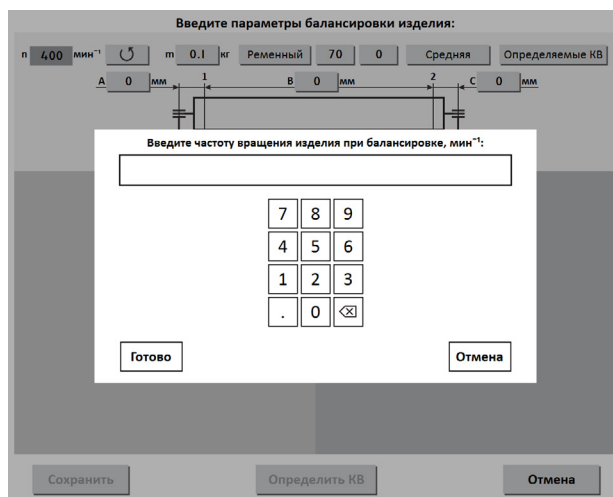 Введите параметры балансировки изделия:
n 400 мин⁻¹ m 0.1 кг Ременный 70 0 Средняя Определяемые КВ
A 0 мм 1 B 0 мм 2 C 0 мм
Введите частоту вращения изделия при балансировке, мин⁻¹:
7 8 9
4 5 6
1 2 3
. 0
Готово Отмена
Сохранить Определить КВ Отмена